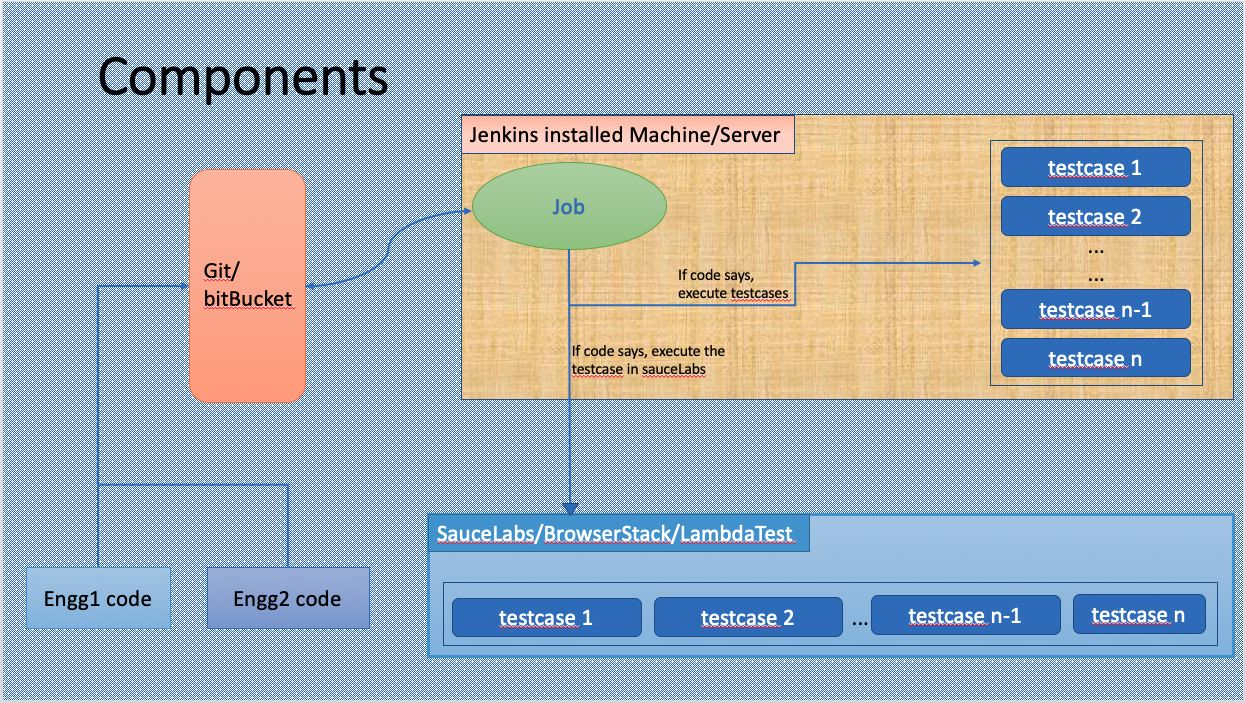 Components
Jenkins installed Machine/Server
Job
Git/
bitBucket
If code says,
execute testcases
If code says, execute the
testcase in sauceLabs
testcase 1
testcase 2
...
...
testcase n-1
testcase n
Engg1 code
Engg2 code
SauceLabs/BrowserStack/LambdaTest
testcase 1
testcase 2
...
testcase n-1
testcase n